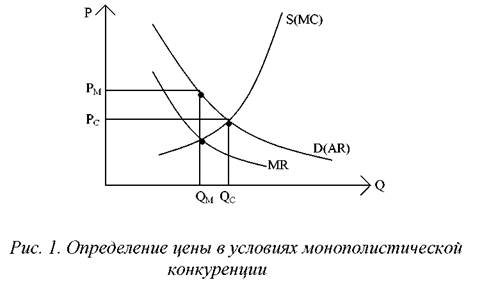 P
S(MC)
P_M
P_C
D(AR)
MR
Q
Q_M Q_C
Рис. 1. Определение цены в условиях монополистической
конкуренции